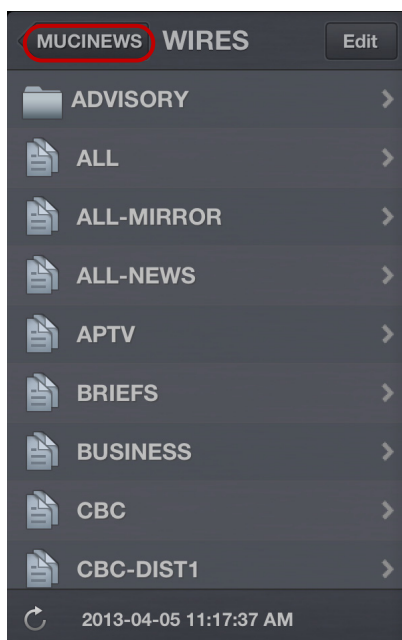 MUCINEWS WIRES Edit
ADVISORY
ALL
ALL-MIRROR
ALL-NEWS
APTV
BRIEFS
BUSINESS
CBC
CBC-DIST1
2013-04-05 11:17:37 AM